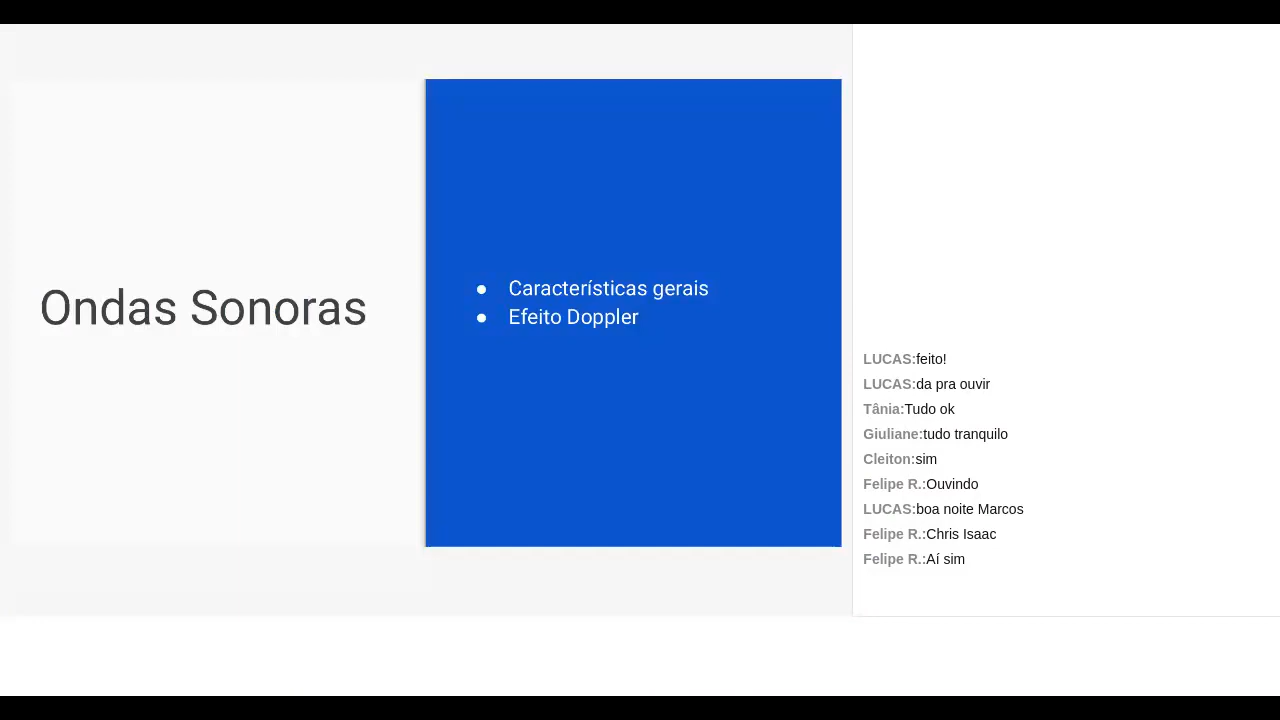 Ondas Sonoras
● Características gerais
● Efeito Doppler
LUCAS:feito!
LUCAS:da pra ouvir
Tânia:Tudo ok
Giuliane:tudo tranquilo
Cleiton:sim
Felipe R.:Ouvindo
LUCAS:boa noite Marcos
Felipe R.:Chris Isaac
Felipe R.:Aí sim